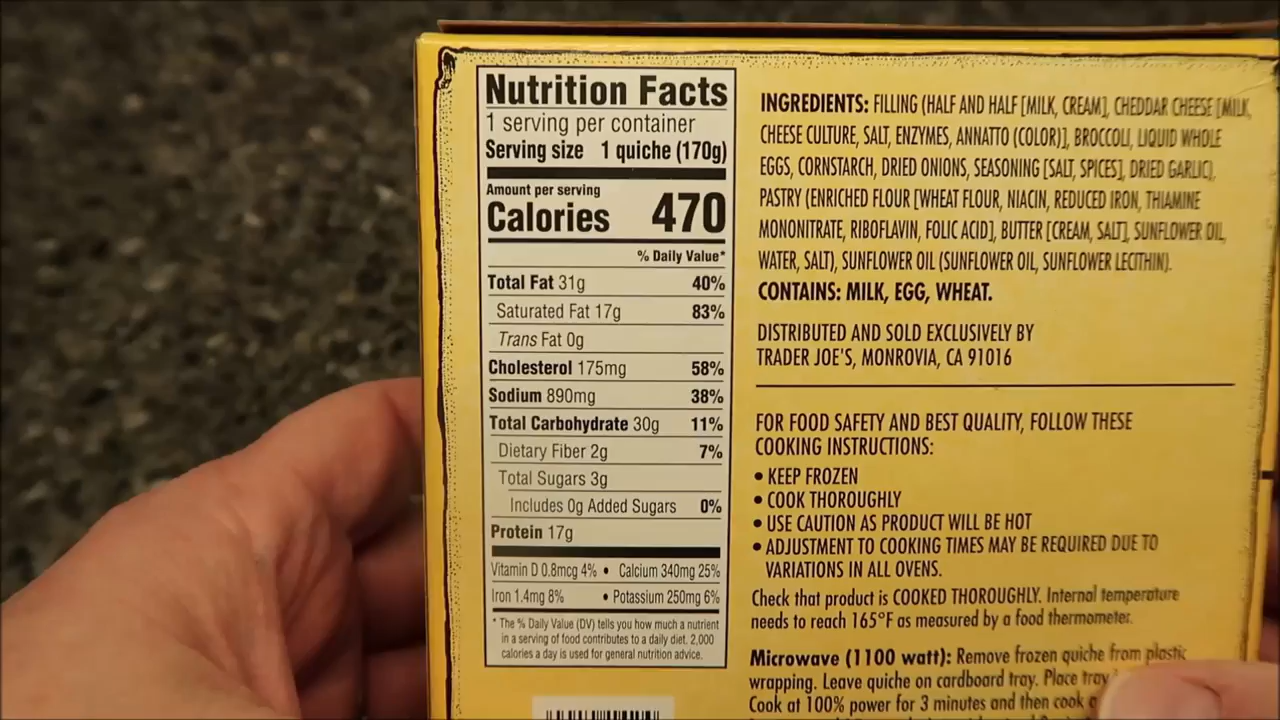 Nutrition Facts
1 serving per container
Serving size 1 quiche (170g)
Amount per serving
Calories 470
% Daily Value*
Total Fat 31g 40%
Saturated Fat 17g 83%
Trans Fat 0g
Cholesterol 175mg 58%
Sodium 890mg 38%
Total Carbohydrate 30g 11%
Dietary Fiber 2g 7%
Total Sugars 3g
Includes 0g Added Sugars 0%
Protein 17g
Vitamin D 0.8mcg 4% • Calcium 340mg 25%
Iron 1.4mg 8% • Potassium 250mg 6%
* The % Daily Value (DV) tells you how much a nutrient
in a serving of food contributes to a daily diet. 2,000
calories a day is used for general nutrition advice.
INGREDIENTS: FILLING (HALF AND HALF [MILK, CREAM], CHEDDAR CHEESE [MILK,
CHEESE CULTURE, SALT, ENZYMES, ANNATTO (COLOR)], BROCCOLI, LIQUID WHOLE
EGGS, CORNSTARCH, DRIED ONIONS, SEASONING [SALT, SPICES], DRIED GARLIC),
PASTRY (ENRICHED FLOUR [WHEAT FLOUR, NIACIN, REDUCED IRON, THIAMINE
MONONITRATE, RIBOFLAVIN, FOLIC ACID], BUTTER [CREAM, SALT], SUNFLOWER OIL,
WATER, SALT), SUNFLOWER OIL (SUNFLOWER OIL, SUNFLOWER LECITHIN).
CONTAINS: MILK, EGG, WHEAT.
DISTRIBUTED AND SOLD EXCLUSIVELY BY
TRADER JOE'S, MONROVIA, CA 91016
FOR FOOD SAFETY AND BEST QUALITY, FOLLOW THESE
COOKING INSTRUCTIONS:
• KEEP FROZEN
• COOK THOROUGHLY
• USE CAUTION AS PRODUCT WILL BE HOT
• ADJUSTMENT TO COOKING TIMES MAY BE REQUIRED DUE TO
VARIATIONS IN ALL OVENS.
Check that product is COOKED THOROUGHLY. Internal temperature
needs to reach 165°F as measured by a food thermometer.
Microwave (1100 watt): Remove frozen quiche from plastic
wrapping. Leave quiche on cardboard tray. Place tray
Cook at 100% power for 3 minutes and then cook